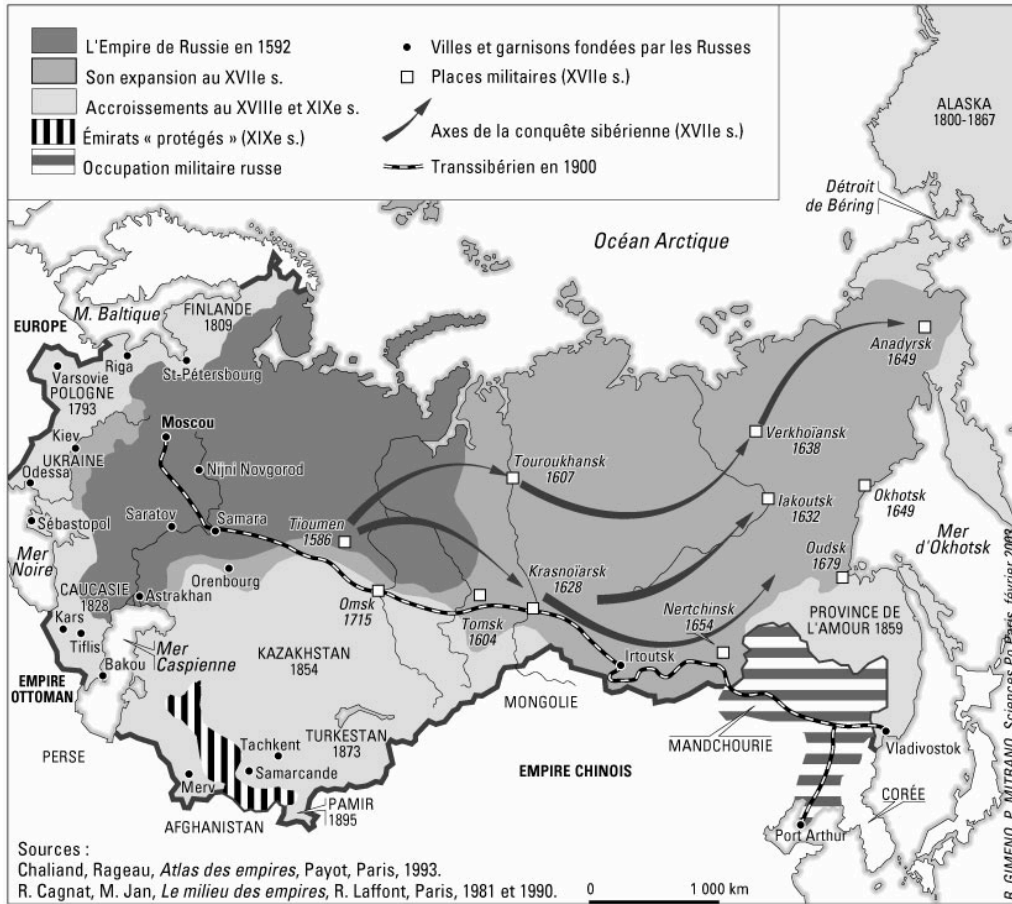 L'Empire de Russie en 1592
Son expansion au XVIIe s.
Accroissements au XVIIIe et XIXe s.
Émirats « protégés » (XIXe s.)
Occupation militaire russe
Villes et garnisons fondées par les Russes
Places militaires (XVIIe s.)
Axes de la conquête sibérienne (XVIIe s.)
Transsibérien en 1900
ALASKA
1800-1867
Détroit
de Béring
Océan Arctique
M. Baltique
FINLANDE
1809
EUROPE
Riga
St-Pétersbourg
Varsovie
POLOGNE
1793
Anadyrsk
1649
Moscou
Kiev
UKRAINE
Odessa
Nijni Novgorod
Verkhoïansk
1638
Touroukhansk
1607
Iakoutsk
1632
Okhotsk
1649
Sébastopol
Saratov
Samara
Tioumen
1586
Mer
Noire
Mer
d'Okhotsk
Oudsk
1679
Krasnoïarsk
1628
Orenbourg
CAUCASIE
1828
Astrakhan
Omsk
1715
Tomsk
1604
Nertchinsk
1654
PROVINCE DE
L'AMOUR 1859
Kars
Tiflis
Mer
Caspienne
Bakou
KAZAKHSTAN
1854
Irtoutsk
EMPIRE
OTTOMAN
MONGOLIE
MANDCHOURIE
Vladivostok
PERSE
TURKESTAN
1873
Tachkent
Samarcande
Merv
EMPIRE CHINOIS
CORÉE
PAMIR
1895
AFGHANISTAN
Port Arthur
Sources :
Chaliand, Rageau, Atlas des empires, Payot, Paris, 1993.
R. Cagnat, M. Jan, Le milieu des empires, R. Laffont, Paris, 1981 et 1990.
0 1 000 km
R. GIMENO, P. MITRANO, Sciences Po Paris, février 2003